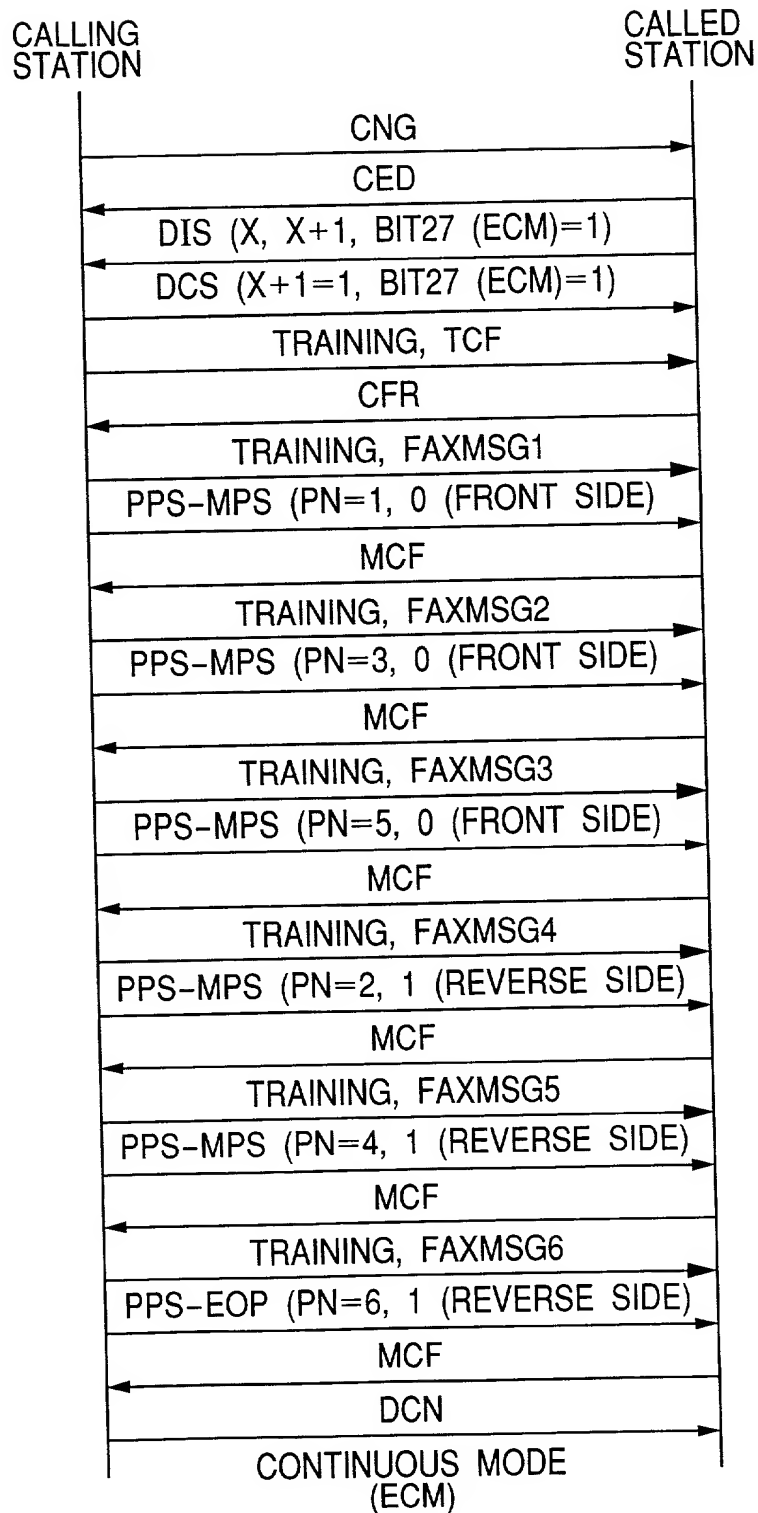 CALLING
STATION
CALLED
STATION
CNG
CED
DIS (X, X+1, BIT27 (ECM)=1)
DCS (X+1=1, BIT27 (ECM)=1)
TRAINING, TCF
CFR
TRAINING, FAXMSG1
PPS-MPS (PN=1, 0 (FRONT SIDE)
MCF
TRAINING, FAXMSG2
PPS-MPS (PN=3, 0 (FRONT SIDE)
MCF
TRAINING, FAXMSG3
PPS-MPS (PN=5, 0 (FRONT SIDE)
MCF
TRAINING, FAXMSG4
PPS-MPS (PN=2, 1 (REVERSE SIDE)
MCF
TRAINING, FAXMSG5
PPS-MPS (PN=4, 1 (REVERSE SIDE)
MCF
TRAINING, FAXMSG6
PPS-EOP (PN=6, 1 (REVERSE SIDE)
MCF
DCN
CONTINUOUS MODE
(ECM)